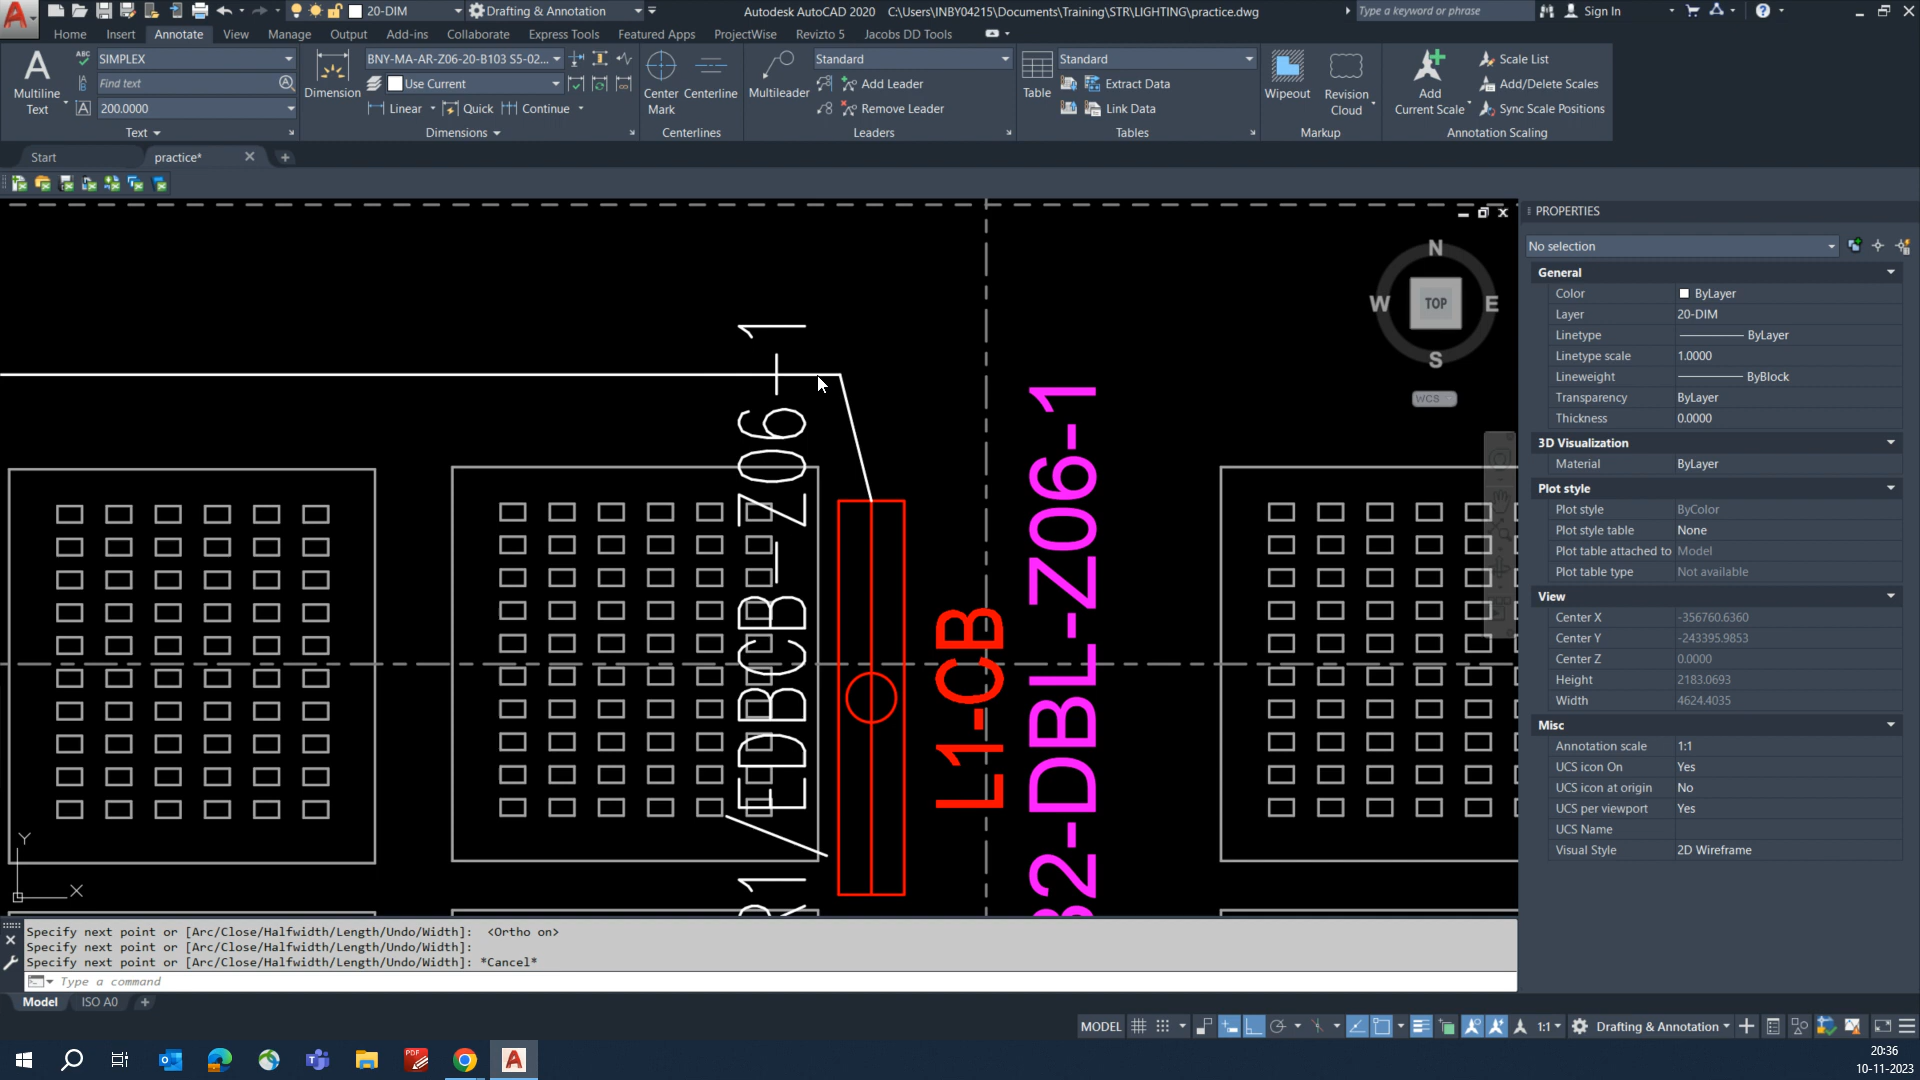 20-DIM
Drafting & Annotation
Autodesk AutoCAD 2020 C:\Users\INBY04215\Documents\Training\STR\LIGHTING\practice.dwg
Type a keyword or phrase
Sign In
Home Insert Annotate View Manage Output Add-ins Collaborate Express Tools Featured Apps ProjectWise Revizto 5 Jacobs DD Tools
Multiline Text
SIMPLEX
Find text
200.0000
Text
Dimension
BNY-MA-AR-Z06-20-B103 S5-02...
Use Current
Linear Quick Continue
Dimensions
Center Mark
Centerline
Centerlines
Multileader
Standard
Add Leader
Remove Leader
Leaders
Table
Standard
Extract Data
Link Data
Tables
Wipeout
Revision Cloud
Markup
Add Current Scale
Scale List
Add/Delete Scales
Sync Scale Positions
Annotation Scaling
Start
practice*
N
W TOP E
S
WCS
/EDBCB-Z06-1
L1-CB
2-DBL-Z06-1
Y
X
PROPERTIES
No selection
General
Color ByLayer
Layer 20-DIM
Linetype ByLayer
Linetype scale 1.0000
Lineweight ByBlock
Transparency ByLayer
Thickness 0.0000
3D Visualization
Material ByLayer
Plot style
Plot style ByColor
Plot style table None
Plot table attached to Model
Plot table type Not available
View
Center X -356760.6360
Center Y -243395.9853
Center Z 0.0000
Height 2183.0693
Width 4624.4035
Misc
Annotation scale 1:1
UCS icon On Yes
UCS icon at origin No
UCS per viewport Yes
UCS Name
Visual Style 2D Wireframe
Specify next point or [Arc/Close/Halfwidth/Length/Undo/Width]: <Ortho on>
Specify next point or [Arc/Close/Halfwidth/Length/Undo/Width]:
Specify next point or [Arc/Close/Halfwidth/Length/Undo/Width]: *Cancel*
Type a command
Model ISO A0
MODEL 1:1 Drafting & Annotation
20:36
10-11-2023